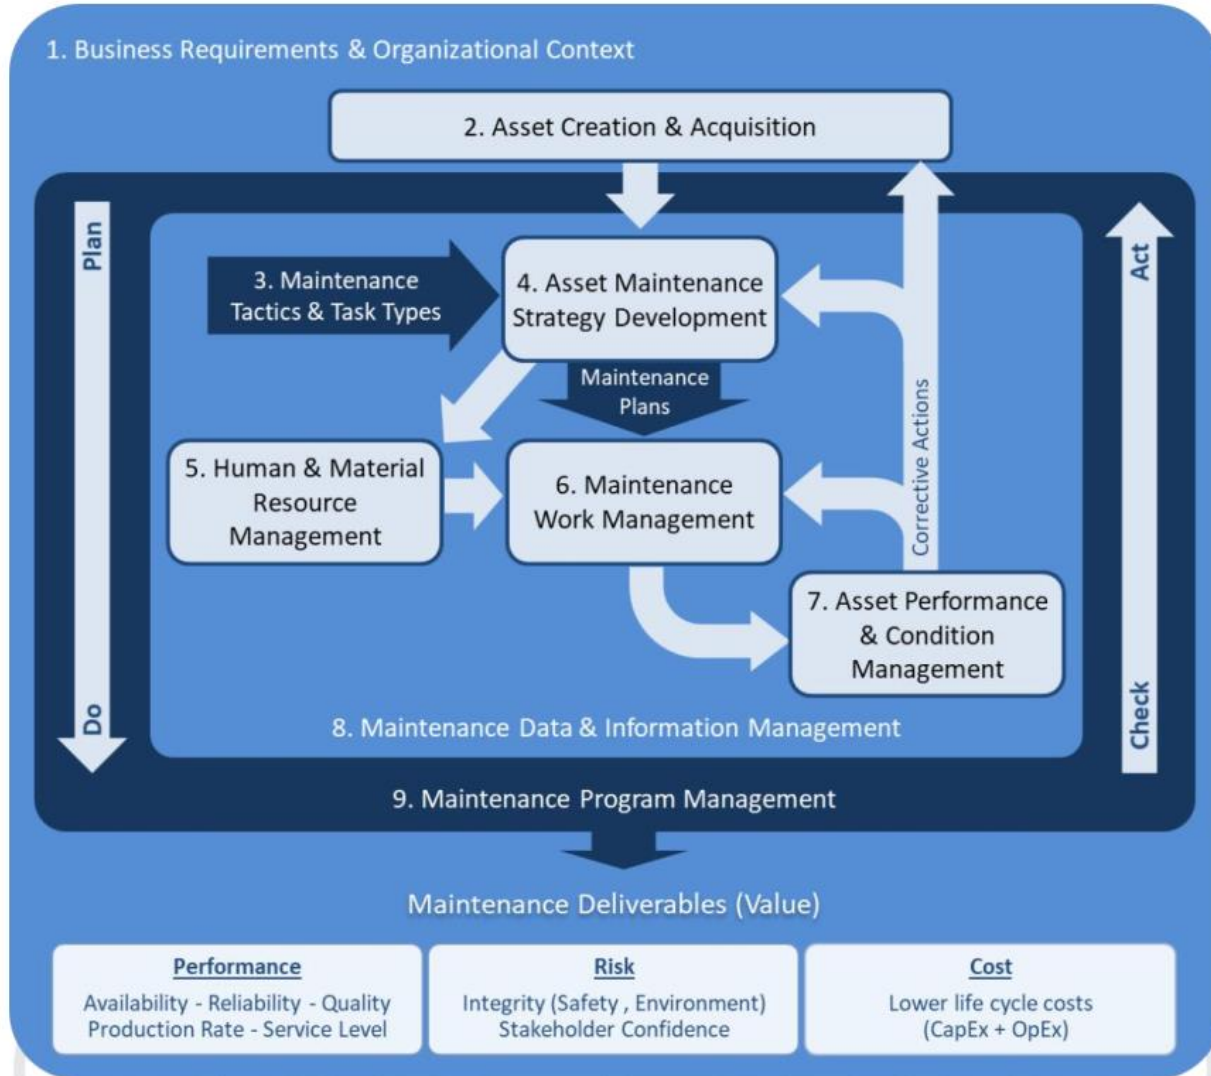 1. Business Requirements & Organizational Context
2. Asset Creation & Acquisition
Plan
Act
3. Maintenance
Tactics & Task Types
4. Asset Maintenance
Strategy Development
Maintenance
Plans
5. Human & Material
Resource
Management
6. Maintenance
Work Management
Corrective Actions
7. Asset Performance
& Condition
Management
Do
Check
8. Maintenance Data & Information Management
9. Maintenance Program Management
Maintenance Deliverables (Value)
Performance
Availability - Reliability - Quality
Production Rate - Service Level
Risk
Integrity (Safety , Environment)
Stakeholder Confidence
Cost
Lower life cycle costs
(CapEx + OpEx)